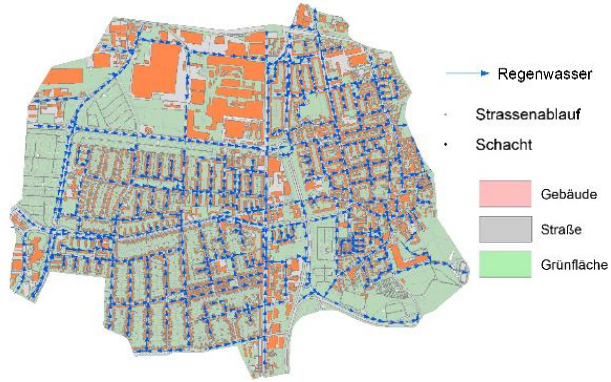 Regenwasser
Strassenablauf
Schacht
Gebäude
Straße
Grünfläche